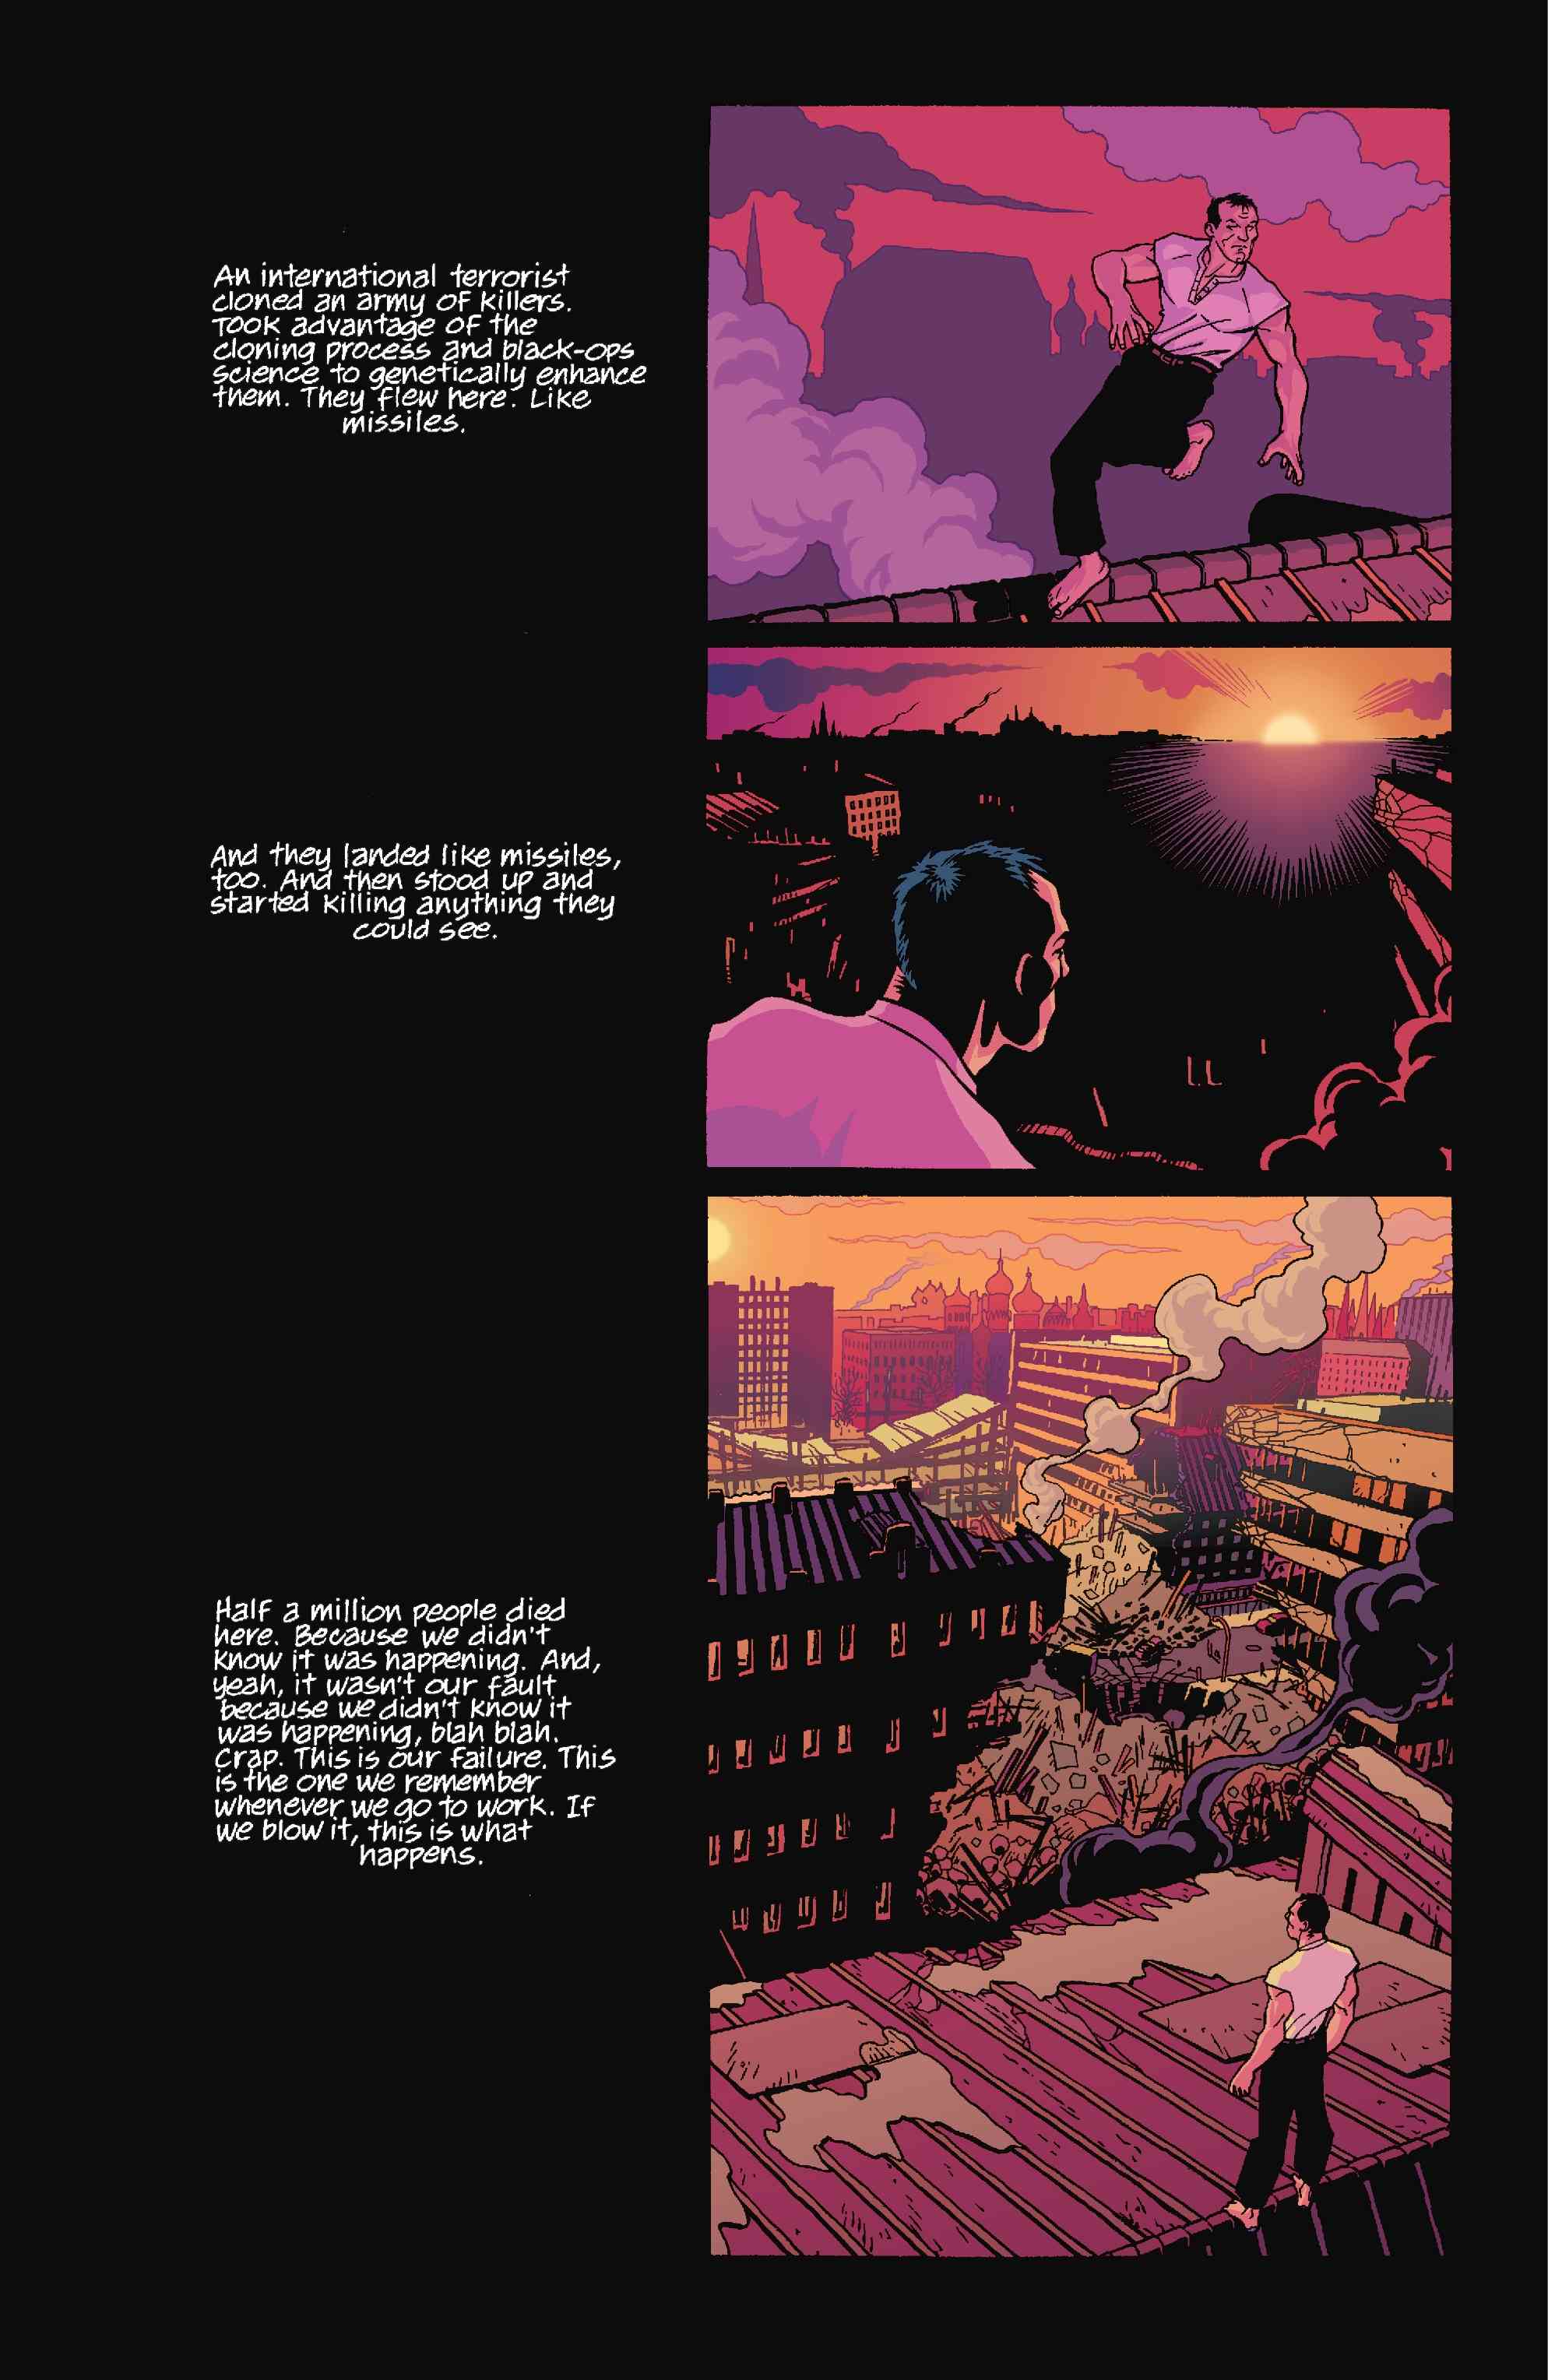 An international terrorist
cloned an army of killers.
Took advantage of the
cloning process and black-ops
science to genetically enhance
them. They flew here. Like
missiles.
And they landed like missiles,
too. And then stood up and
started killing anything they
could see.
Half a million people died
here. Because we didn't
know it was happening. And,
yeah, it wasn't our fault
because we didn't know it
was happening, blah blah.
Crap. This is our failure. This
is the one we remember
whenever we go to work. If
we blow it, this is what
happens.